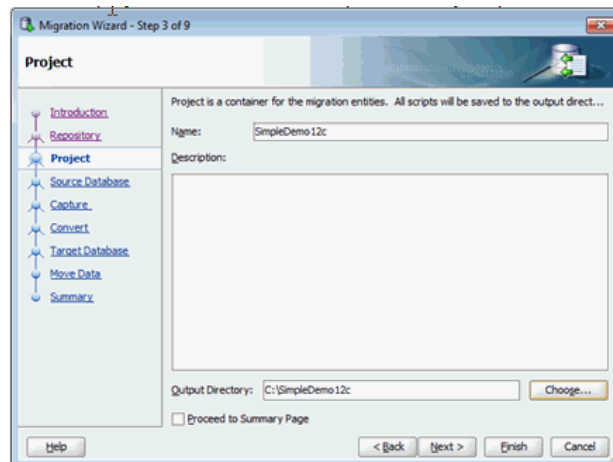 Migration Wizard - Step 3 of 9
Project
Introduction
Repository
Project
Source Database
Capture
Convert
Target Database
Move Data
Summary
Project is a container for the migration entities. All scripts will be saved to the output direct...
Name: SimpleDemo12c
Description:
Output Directory: C:\SimpleDemo12c Choose...
Proceed to Summary Page
Help < Back Next > Finish Cancel